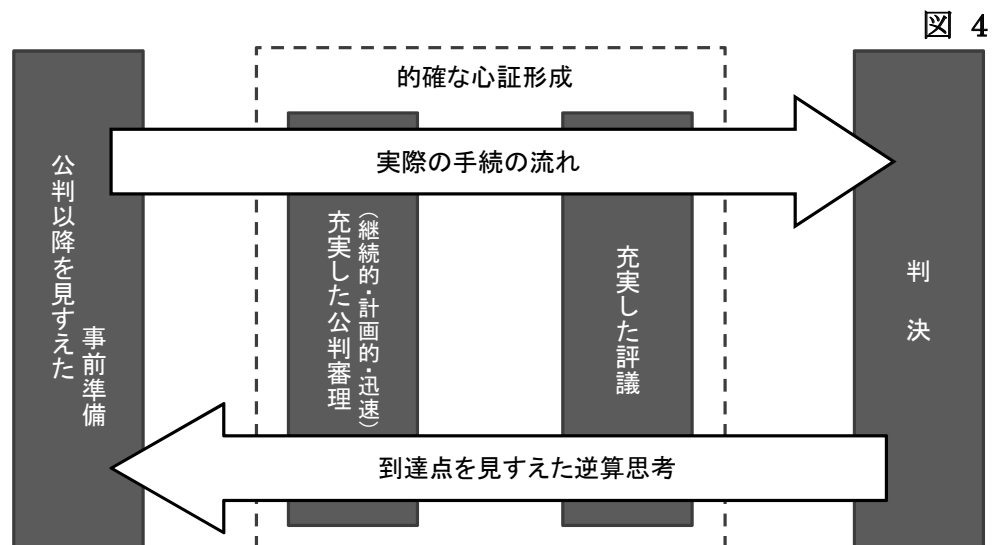 図 4
的確な心証形成
実際の手続の流れ
公判以降を見すえた
事前準備
(継続的・計画的・迅速)
充実した公判審理
充実した評議
判 決
到達点を見すえた逆算思考